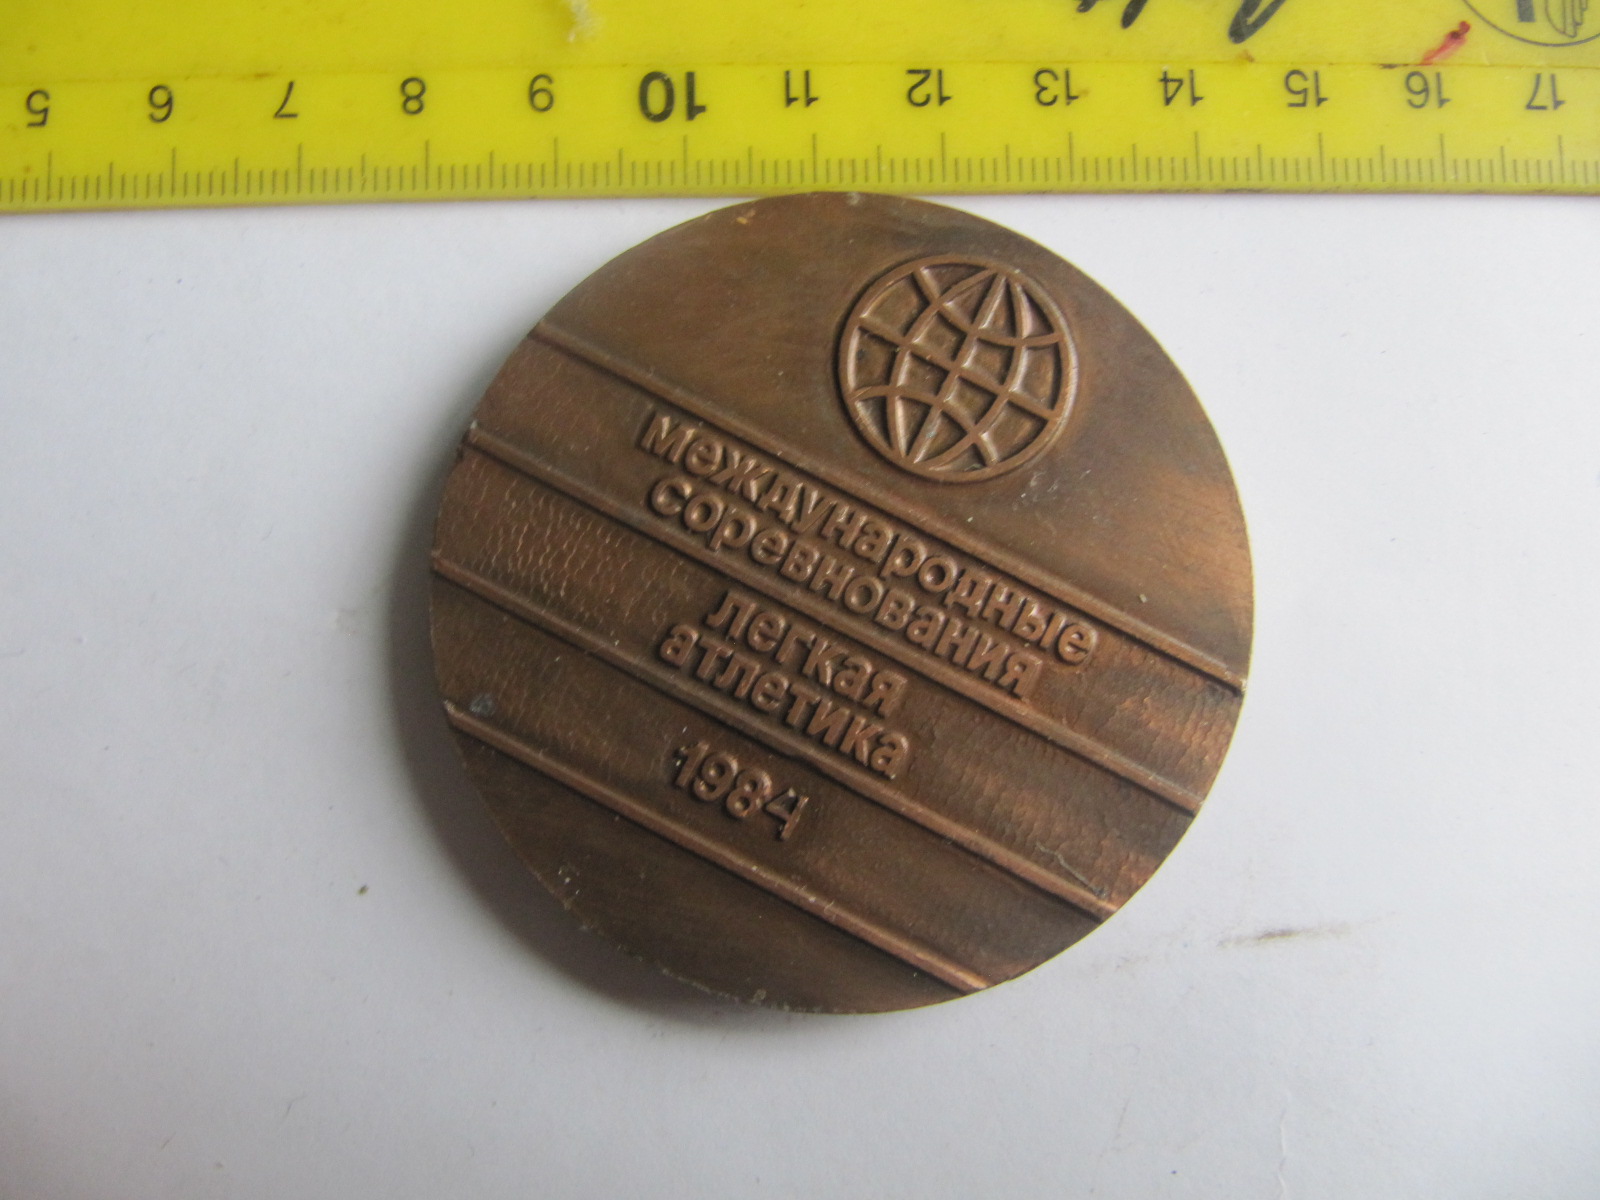 5 6 7 8 9 10 11 12 13 14 15 16 17
международные
соревнования
легкая
атлетика
1984